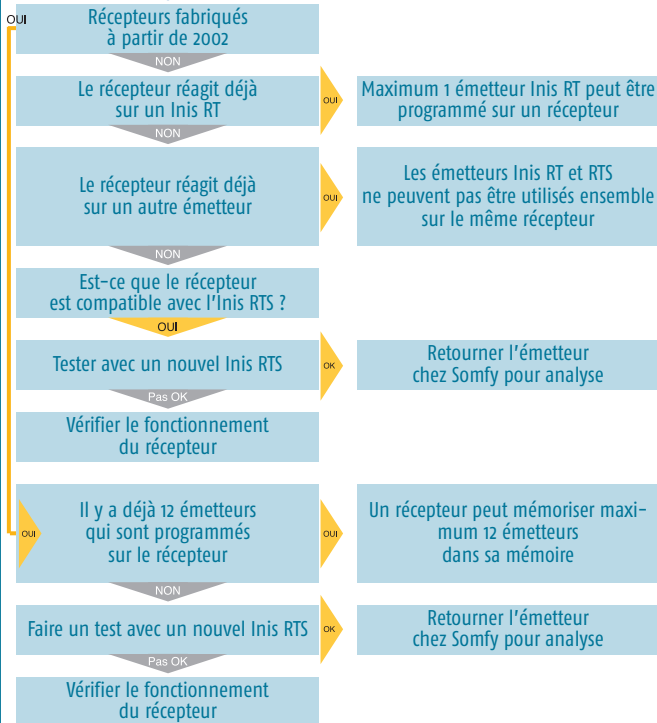 OUI
Récepteurs fabriqués
à partir de 2002
NON
Le récepteur réagit déjà
sur un Inis RT
OUI
Maximum 1 émetteur Inis RT peut être
programmé sur un récepteur
NON
Le récepteur réagit déjà
sur un autre émetteur
OUI
Les émetteurs Inis RT et RTS
ne peuvent pas être utilisés ensemble
sur le même récepteur
NON
Est-ce que le récepteur
est compatible avec l'Inis RTS ?
OUI
Tester avec un nouvel Inis RTS
OK
Retourner l'émetteur
chez Somfy pour analyse
Pas OK
Vérifier le fonctionnement
du récepteur
OUI
Il y a déjà 12 émetteurs
qui sont programmés
sur le récepteur
OUI
Un récepteur peut mémoriser maxi-
mum 12 émetteurs
dans sa mémoire
NON
Faire un test avec un nouvel Inis RTS
OK
Retourner l'émetteur
chez Somfy pour analyse
Pas OK
Vérifier le fonctionnement
du récepteur